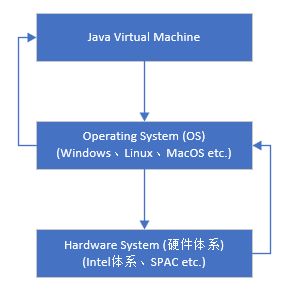 Java Virtual Machine
Operating System (OS)
(Windows、Linux、MacOS etc.)
Hardware System (硬件体系)
(Intel体系、SPAC etc.)